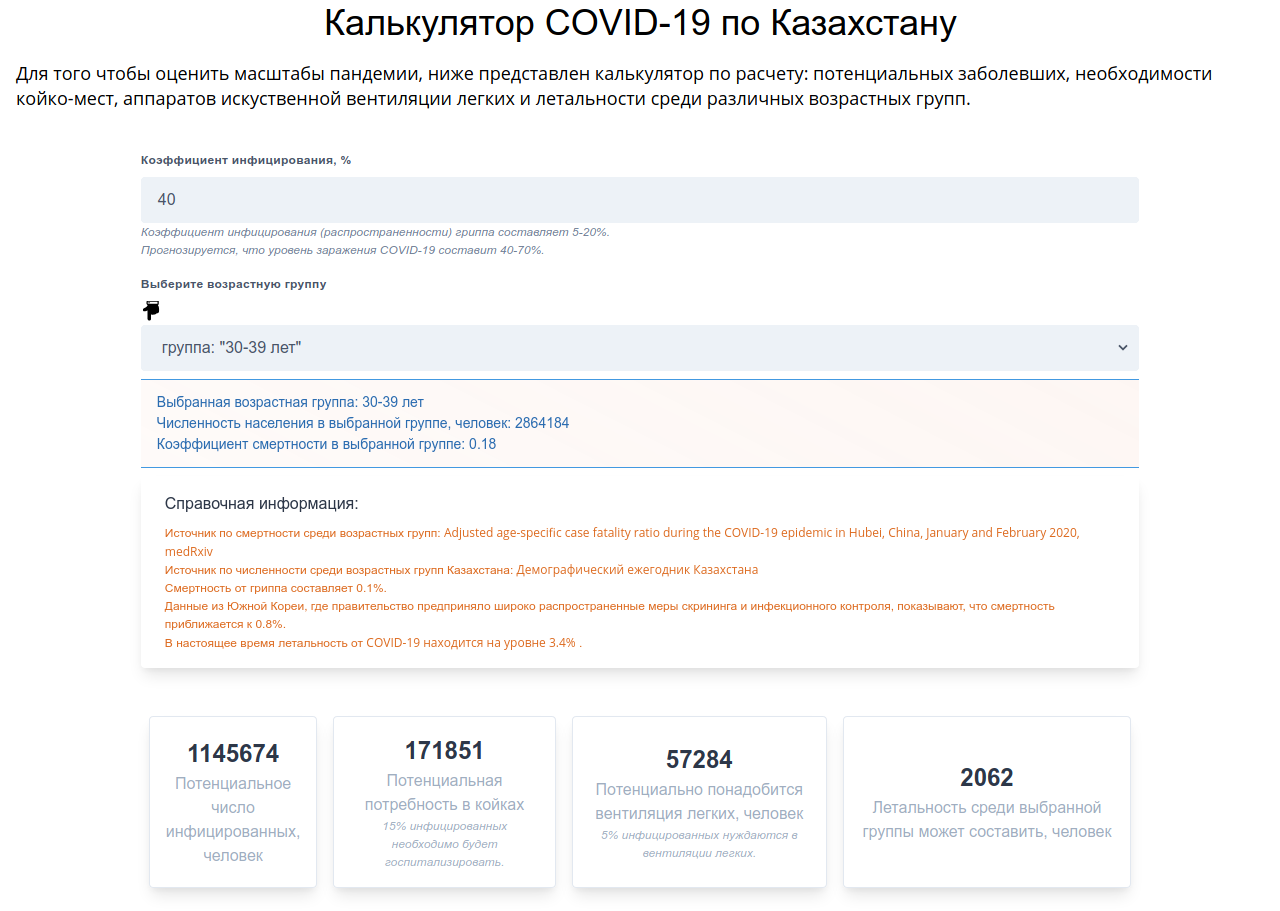 Калькулятор COVID-19 по Казахстану
Для того чтобы оценить масштабы пандемии, ниже представлен калькулятор по расчету: потенциальных заболевших, необходимости
койко-мест, аппаратов искуственной вентиляции легких и летальности среди различных возрастных групп.
Коэффициент инфицирования, %
40
Коэффициент инфицирования (распространенности) гриппа составляет 5-20%.
Прогнозируется, что уровень заражения COVID-19 составит 40-70%.
Выберите возрастную группу
группа: "30-39 лет"
Выбранная возрастная группа: 30-39 лет
Численность населения в выбранной группе, человек: 2864184
Коэффициент смертности в выбранной группе: 0.18
Справочная информация:
Источник по смертности среди возрастных групп: Adjusted age-specific case fatality ratio during the COVID-19 epidemic in Hubei, China, January and February 2020,
medRxiv
Источник по численности среди возрастных групп Казахстана: Демографический ежегодник Казахстана
Смертность от гриппа составляет 0.1%.
Данные из Южной Кореи, где правительство предприняло широко распространенные меры скрининга и инфекционного контроля, показывают, что смертность
приближается к 0.8%.
В настоящее время летальность от COVID-19 находится на уровне 3.4% .
1145674
Потенциальное
число
инфицированных,
человек
171851
Потенциальная
потребность в койках
15% инфицированных
необходимо будет
госпитализировать.
57284
Потенциально понадобится
вентиляция легких, человек
5% инфицированных нуждаются в
вентиляции легких.
2062
Летальность среди выбранной
группы может составить, человек